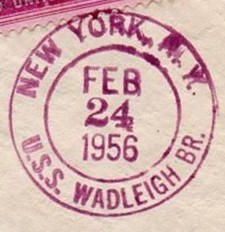 NEW YORK, N.Y.
FEB
24
1956
U.S.S. WADLEIGH BR.